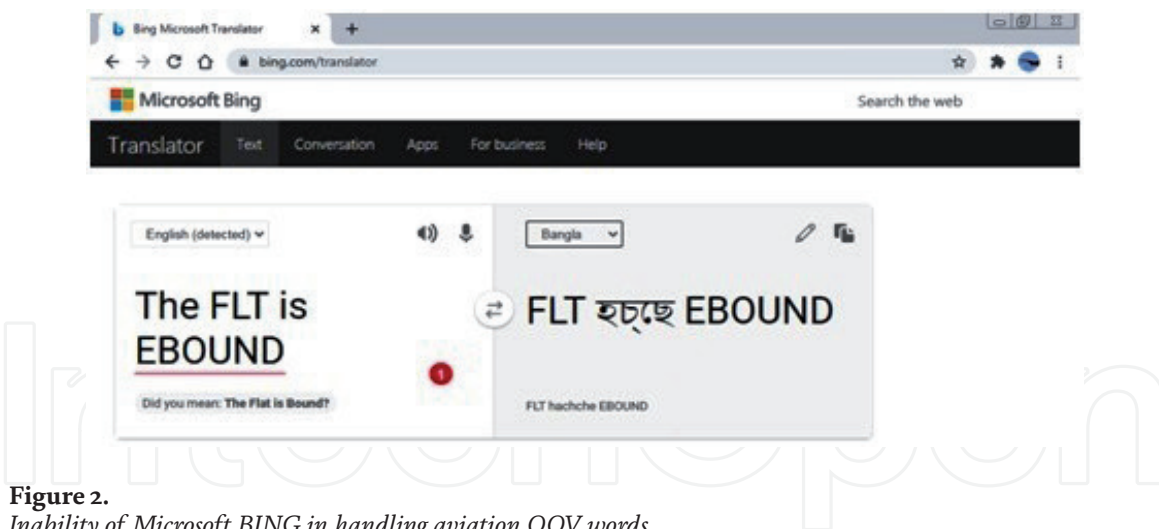 Bing Microsoft Translator
bing.com/translator
Microsoft Bing
Search the web
Translator Text Conversation Apps For business Help
English (detected)
Bangla
The FLT is
EBOUND
1
Did you mean: The Flat is Bound?
FLT হচ্ছে EBOUND
FLT hachche EBOUND
IntechOpen
Figure 2.
Inability of Microsoft BING in handling aviation OOV words.